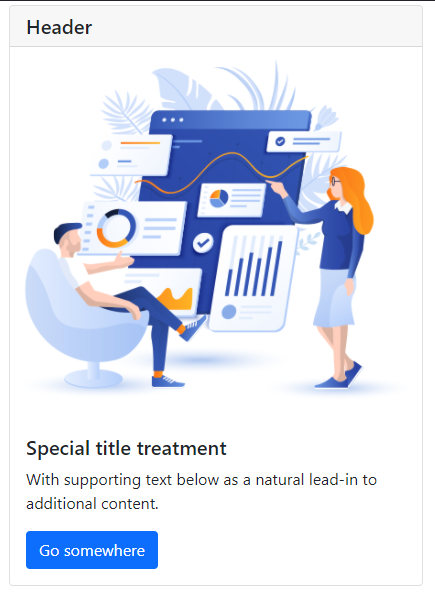 Header
Special title treatment
With supporting text below as a natural lead-in to
additional content.
Go somewhere